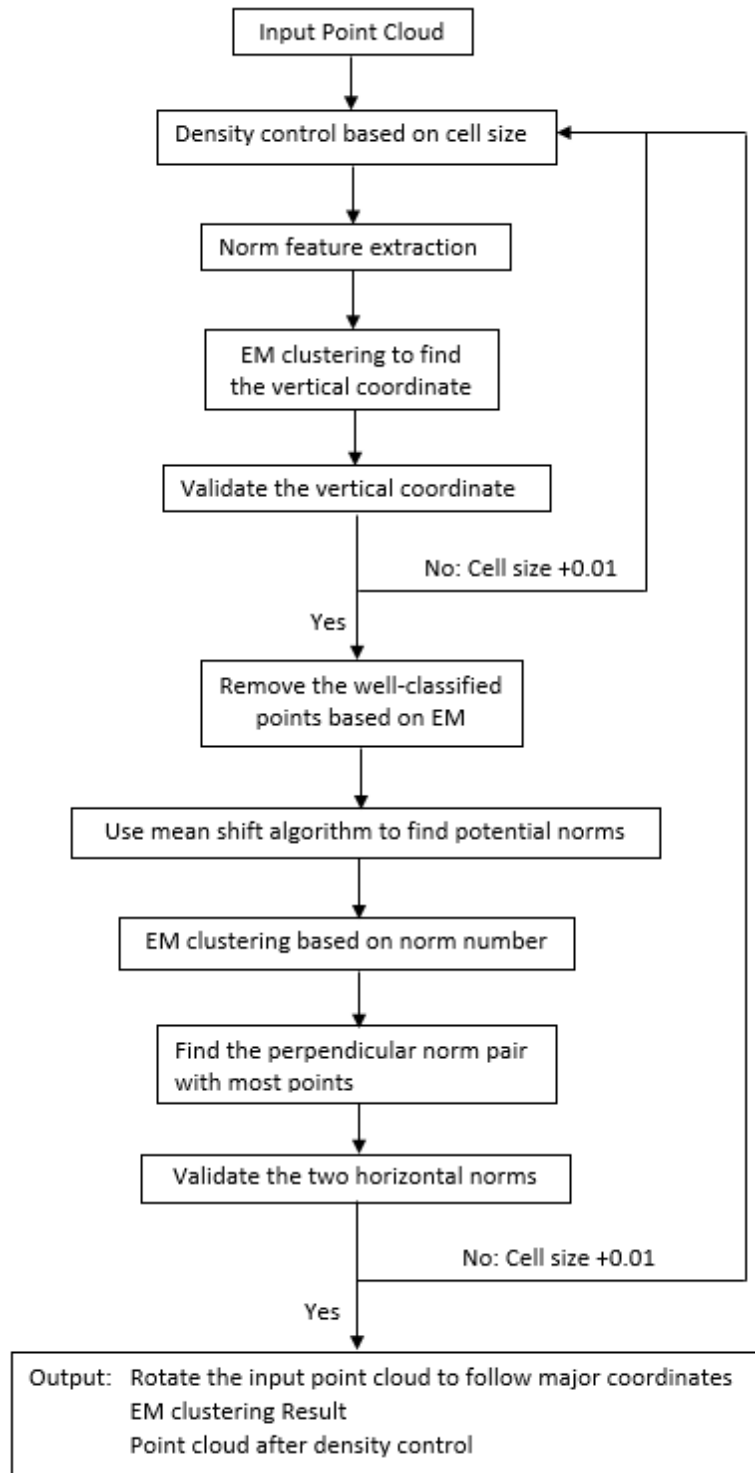 Input Point Cloud
Density control based on cell size
Norm feature extraction
EM clustering to find
the vertical coordinate
Validate the vertical coordinate
No: Cell size +0.01
Yes
Remove the well-classified
points based on EM
Use mean shift algorithm to find potential norms
EM clustering based on norm number
Find the perpendicular norm pair
with most points
Validate the two horizontal norms
No: Cell size +0.01
Yes
Output: Rotate the input point cloud to follow major coordinates
EM clustering Result
Point cloud after density control